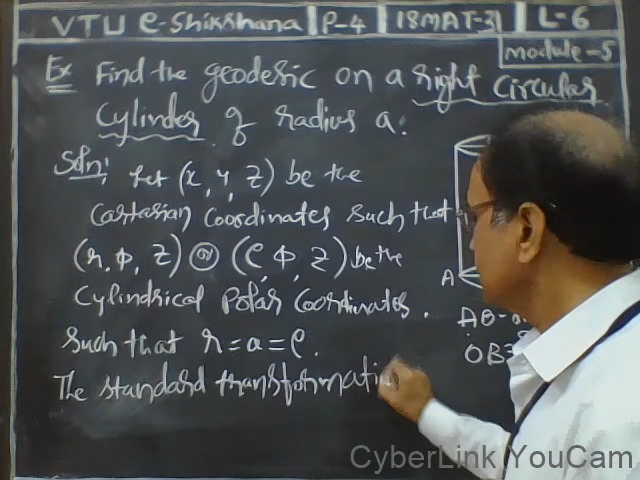 VTU e-Shikshana P-4 18MAT-31 L-6
module-5
Ex Find the geodesic on a right Circular
Cylinder of radius a.
Soln: Let (x, y, z) be the
Cartesian Coordinates such that
(r, φ, z) or (ρ, φ, z) be the
Cylindrical Polar Coordinates.
such that r = a = ρ.
The standard transformati
A
OB
CyberLink YouCam